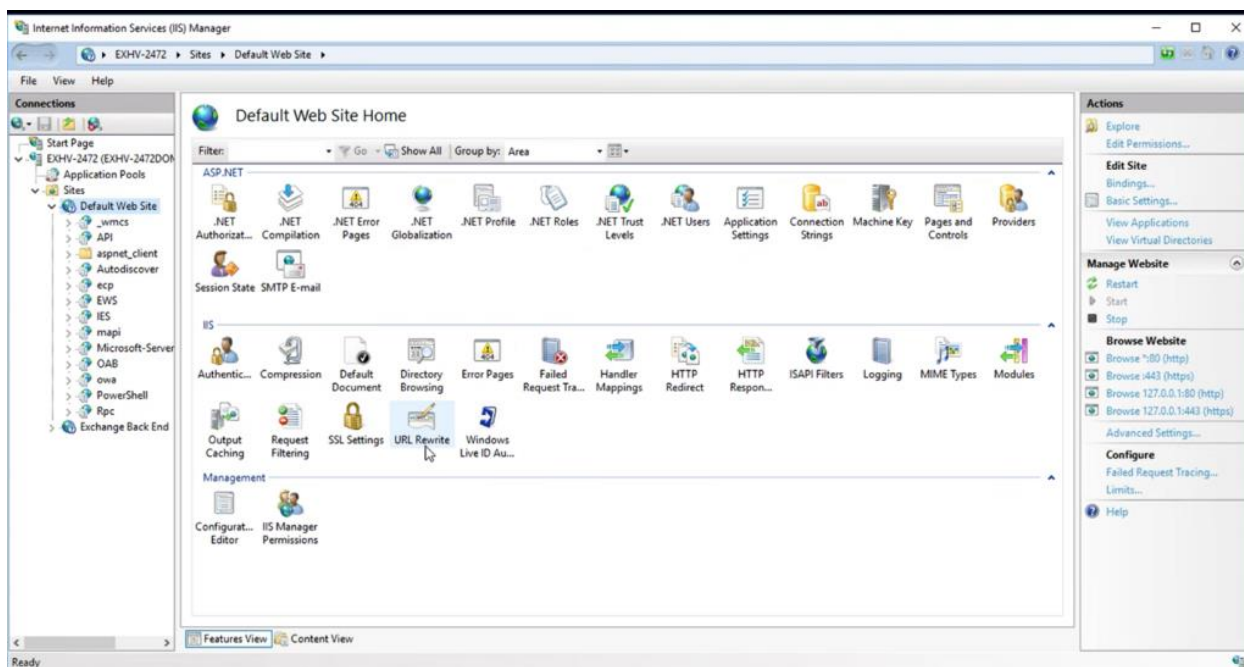 Internet Information Services (IIS) Manager
EXHV-2472 Sites Default Web Site
File View Help
Connections
Start Page
EXHV-2472 (EXHV-2472DOM
Application Pools
Sites
Default Web Site
_wmcs
API
aspnet_client
Autodiscover
ecp
EWS
IES
mapi
Microsoft-Server
OAB
owa
PowerShell
Rpc
Exchange Back End
Default Web Site Home
Filter: Go Show All Group by: Area
ASP.NET
.NET Authorizat...
.NET Compilation
.NET Error Pages
.NET Globalization
.NET Profile
.NET Roles
.NET Trust Levels
.NET Users
Application Settings
Connection Strings
Machine Key
Pages and Controls
Providers
Session State
SMTP E-mail
IIS
Authentic...
Compression
Default Document
Directory Browsing
Error Pages
Failed Request Tra...
Handler Mappings
HTTP Redirect
HTTP Respon...
ISAPI Filters
Logging
MIME Types
Modules
Output Caching
Request Filtering
SSL Settings
URL Rewrite
Windows Live ID Au...
Management
Configurat... Editor
IIS Manager Permissions
Features View Content View
Actions
Explore
Edit Permissions...
Edit Site
Bindings...
Basic Settings...
View Applications
View Virtual Directories
Manage Website
Restart
Start
Stop
Browse Website
Browse *:80 (http)
Browse :443 (https)
Browse 127.0.0.1:80 (http)
Browse 127.0.0.1:443 (https)
Advanced Settings...
Configure
Failed Request Tracing...
Limits...
Help
Ready